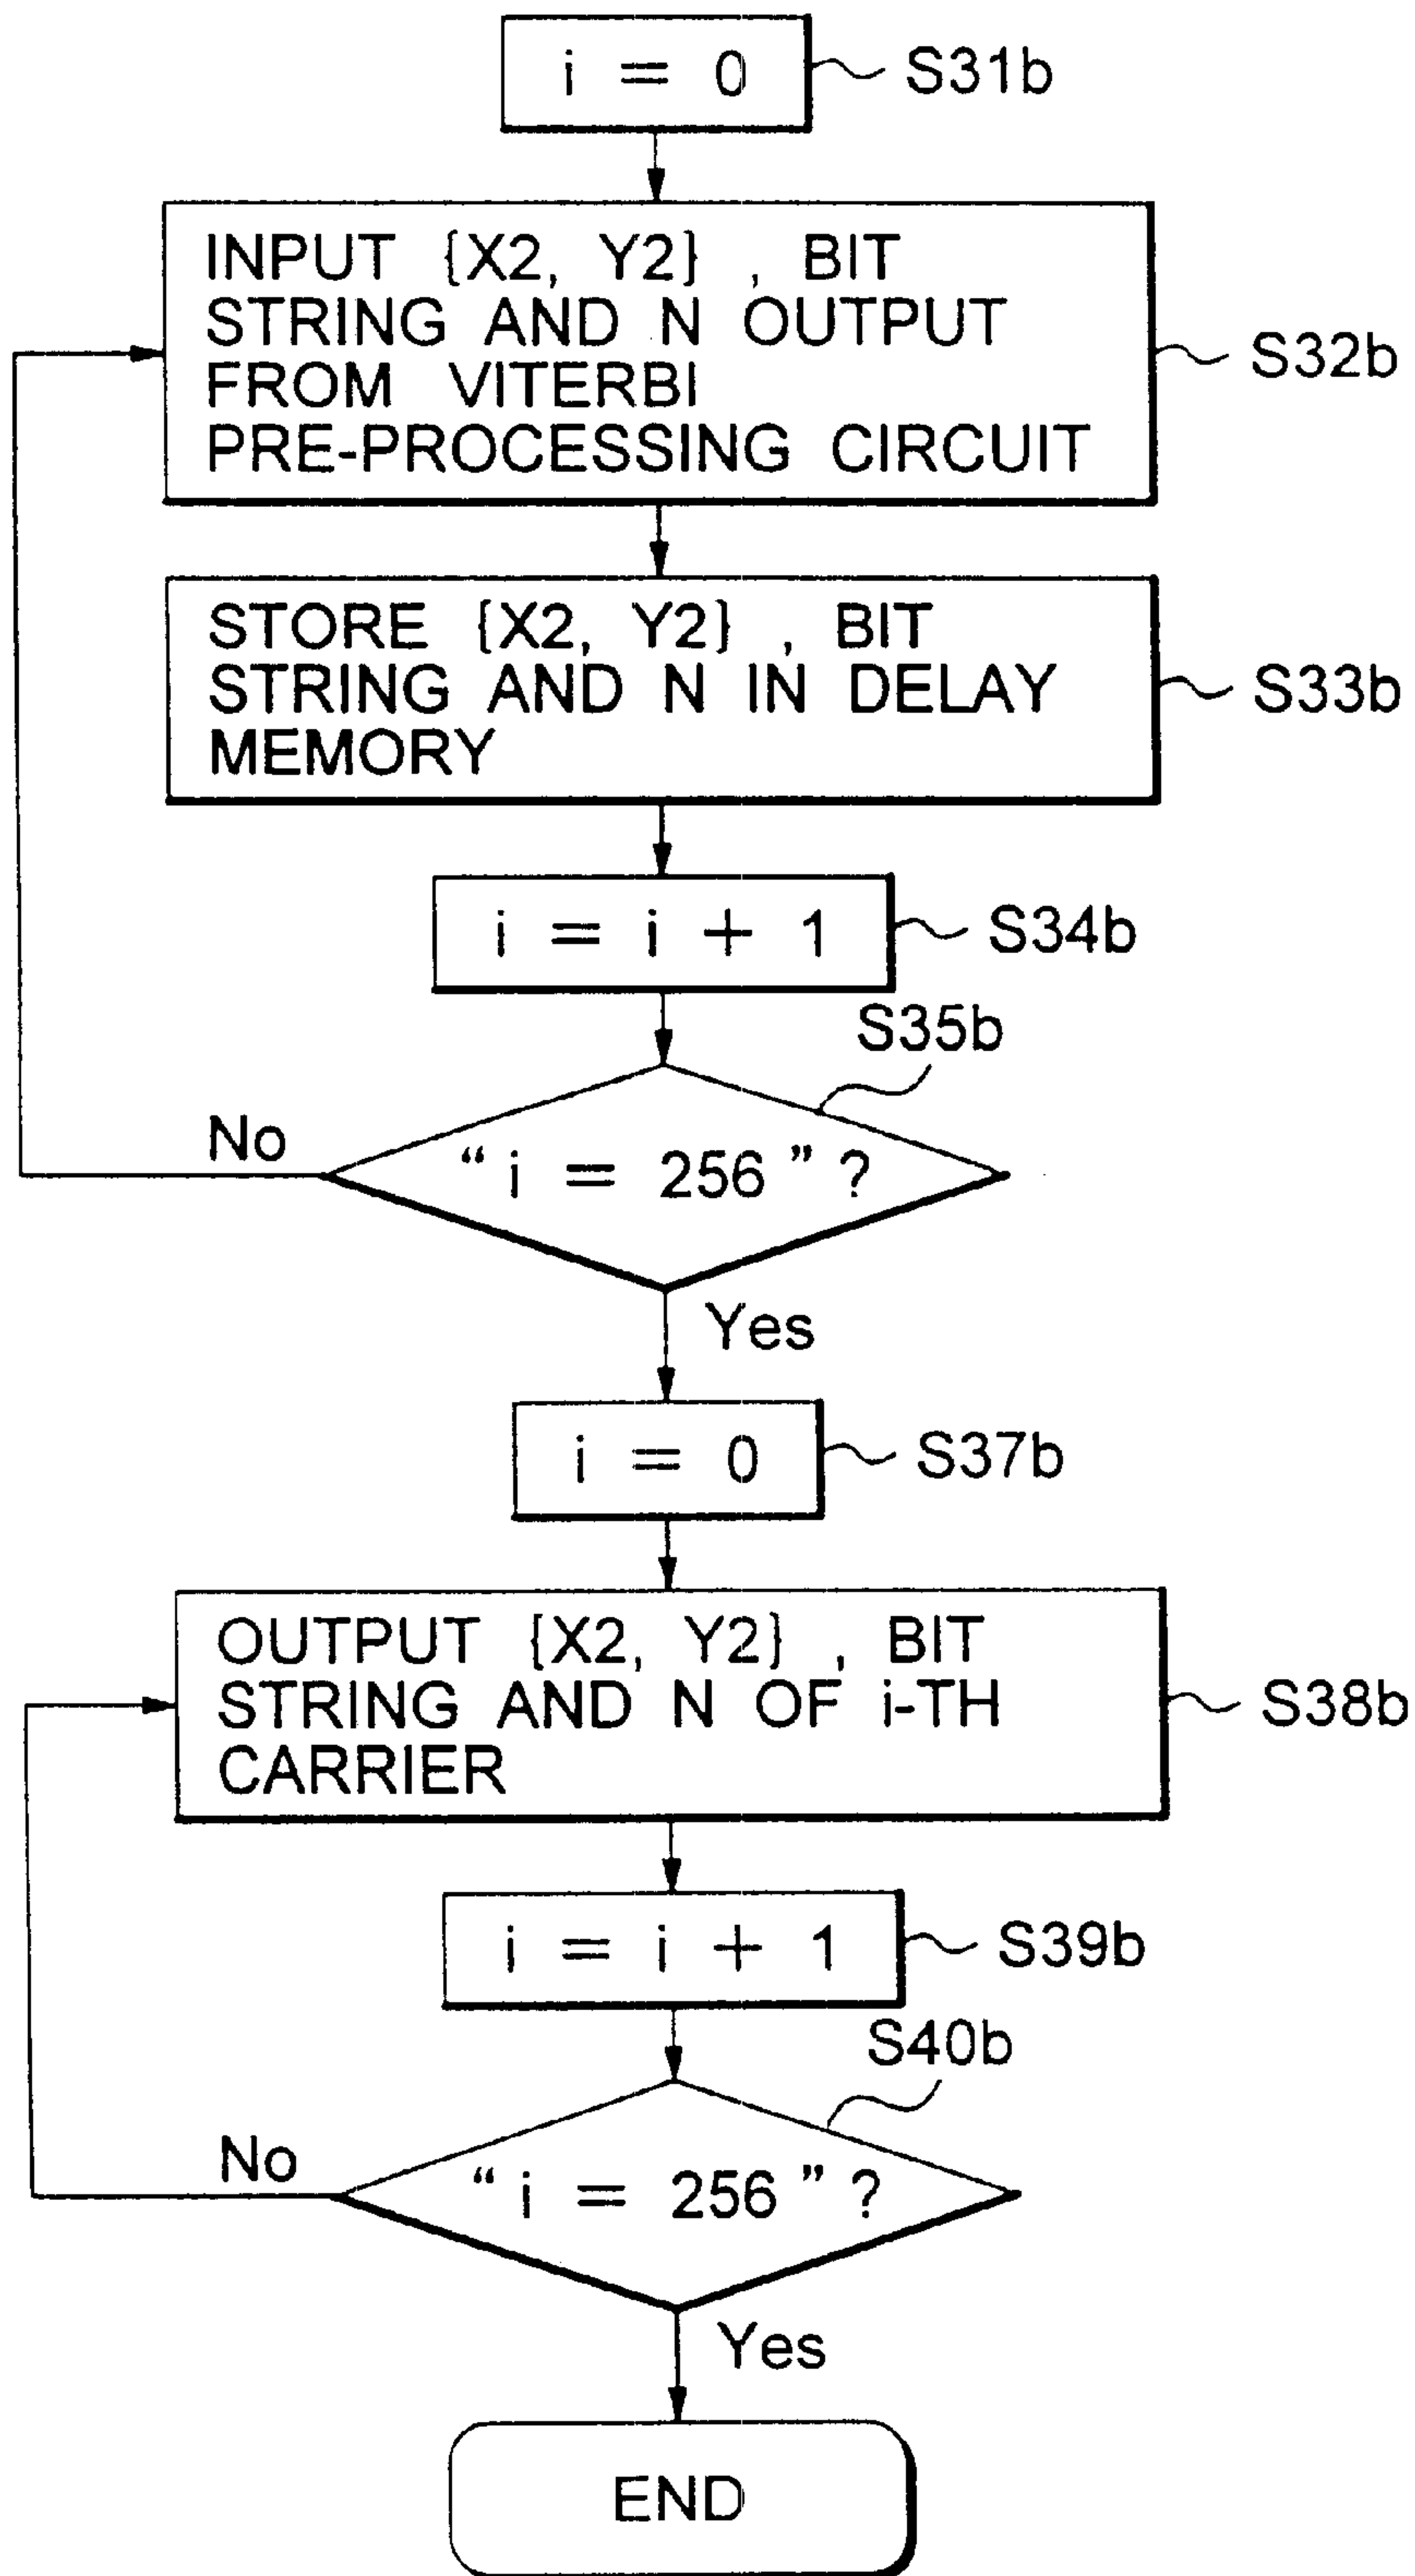 i = 0
S31b
INPUT {X2, Y2} , BIT
STRING AND N OUTPUT
FROM VITERBI
PRE-PROCESSING CIRCUIT
S32b
STORE {X2, Y2} , BIT
STRING AND N IN DELAY
MEMORY
S33b
i = i + 1
S34b
S35b
No
“ i = 256 ” ?
Yes
i = 0
S37b
OUTPUT {X2, Y2} , BIT
STRING AND N OF i-TH
CARRIER
S38b
i = i + 1
S39b
S40b
No
“ i = 256 ” ?
Yes
END